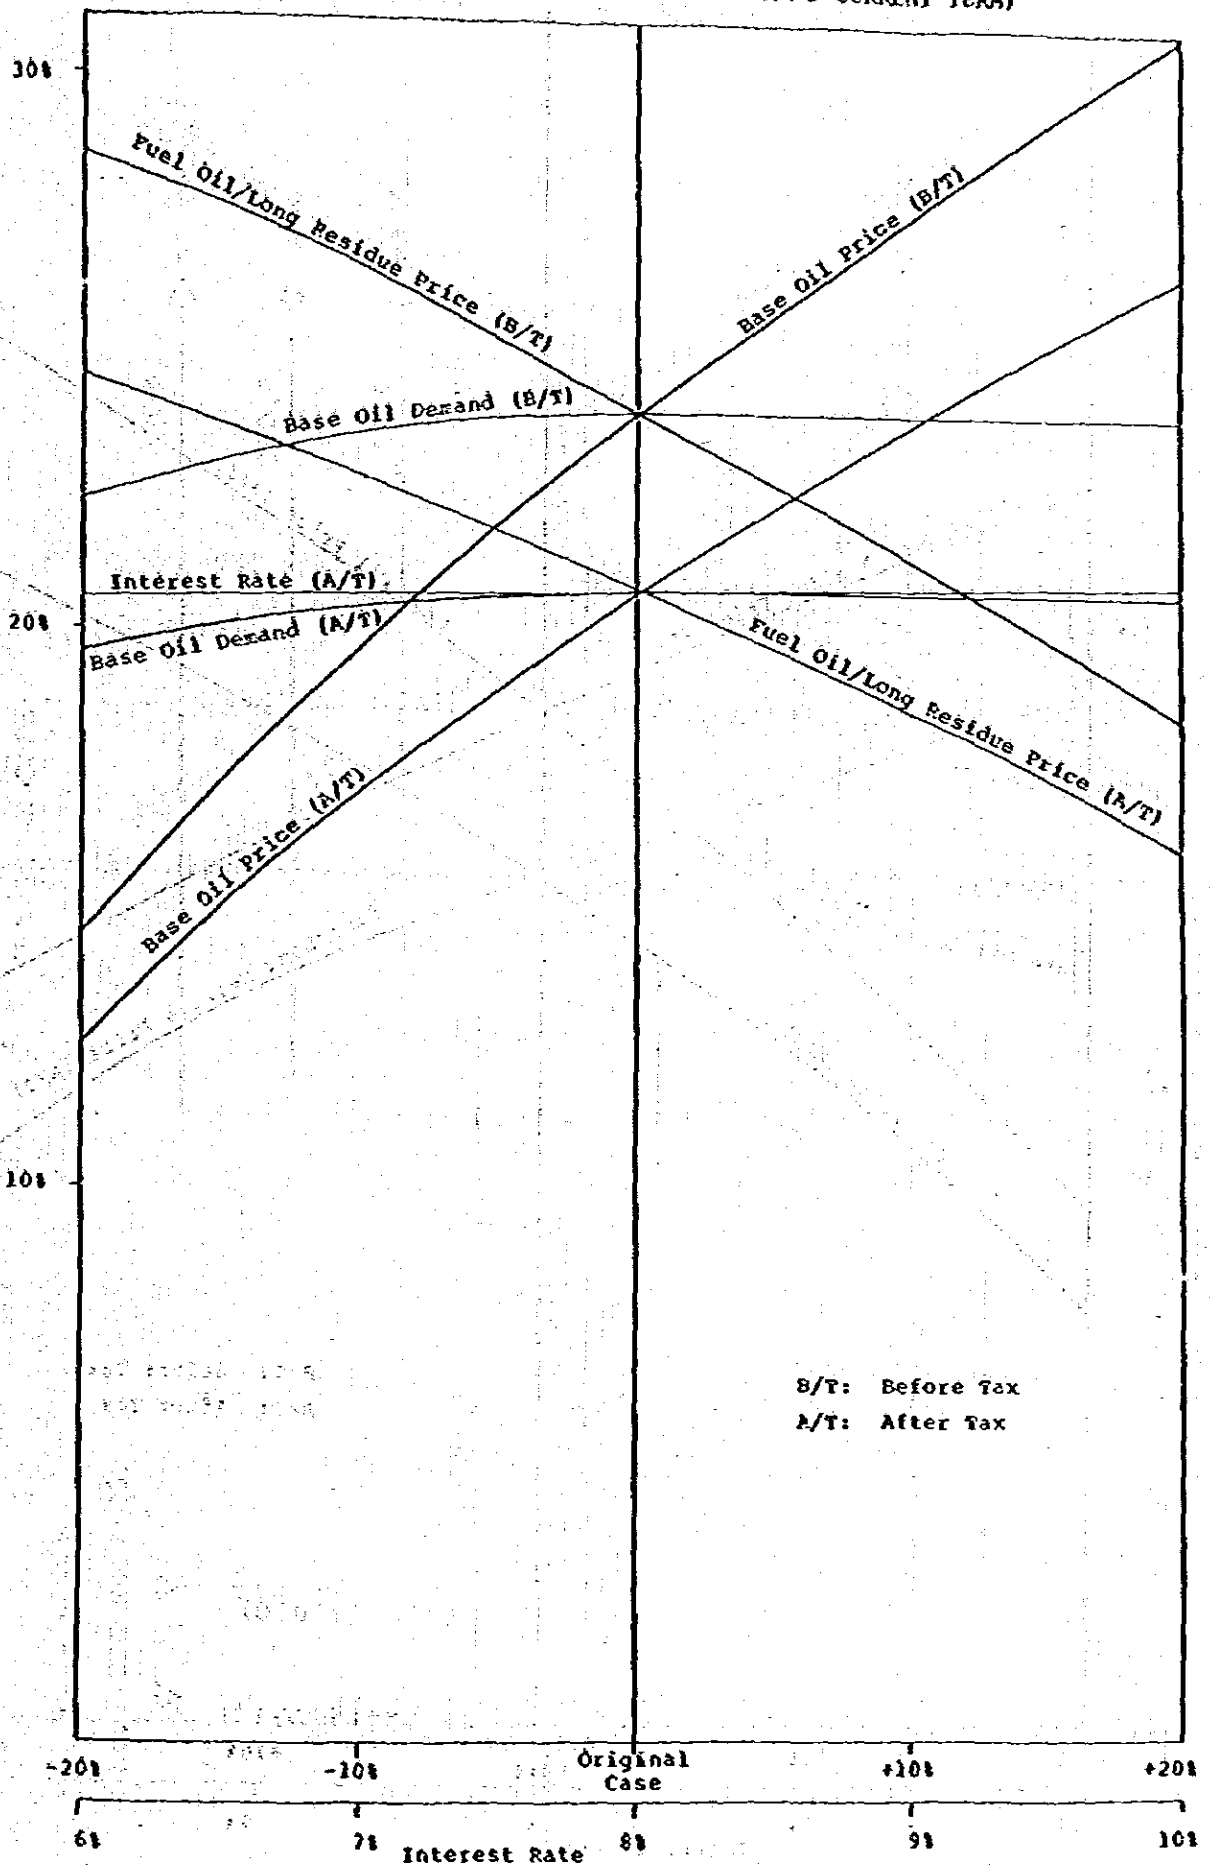 CURRENT TERM)
30%
Fuel Oil/Long Residue Price (B/T)
Base Oil Price (B/T)
Base Oil Demand (B/T)
Interest Rate (A/T)
20%
Base Oil Demand (A/T)
Fuel Oil/Long Residue Price (A/T)
Base Oil Price (A/T)
10%
B/T: Before Tax
A/T: After Tax
-20% -10% Original Case +10% +20%
6% 7% 8% 9% 10%
Interest Rate